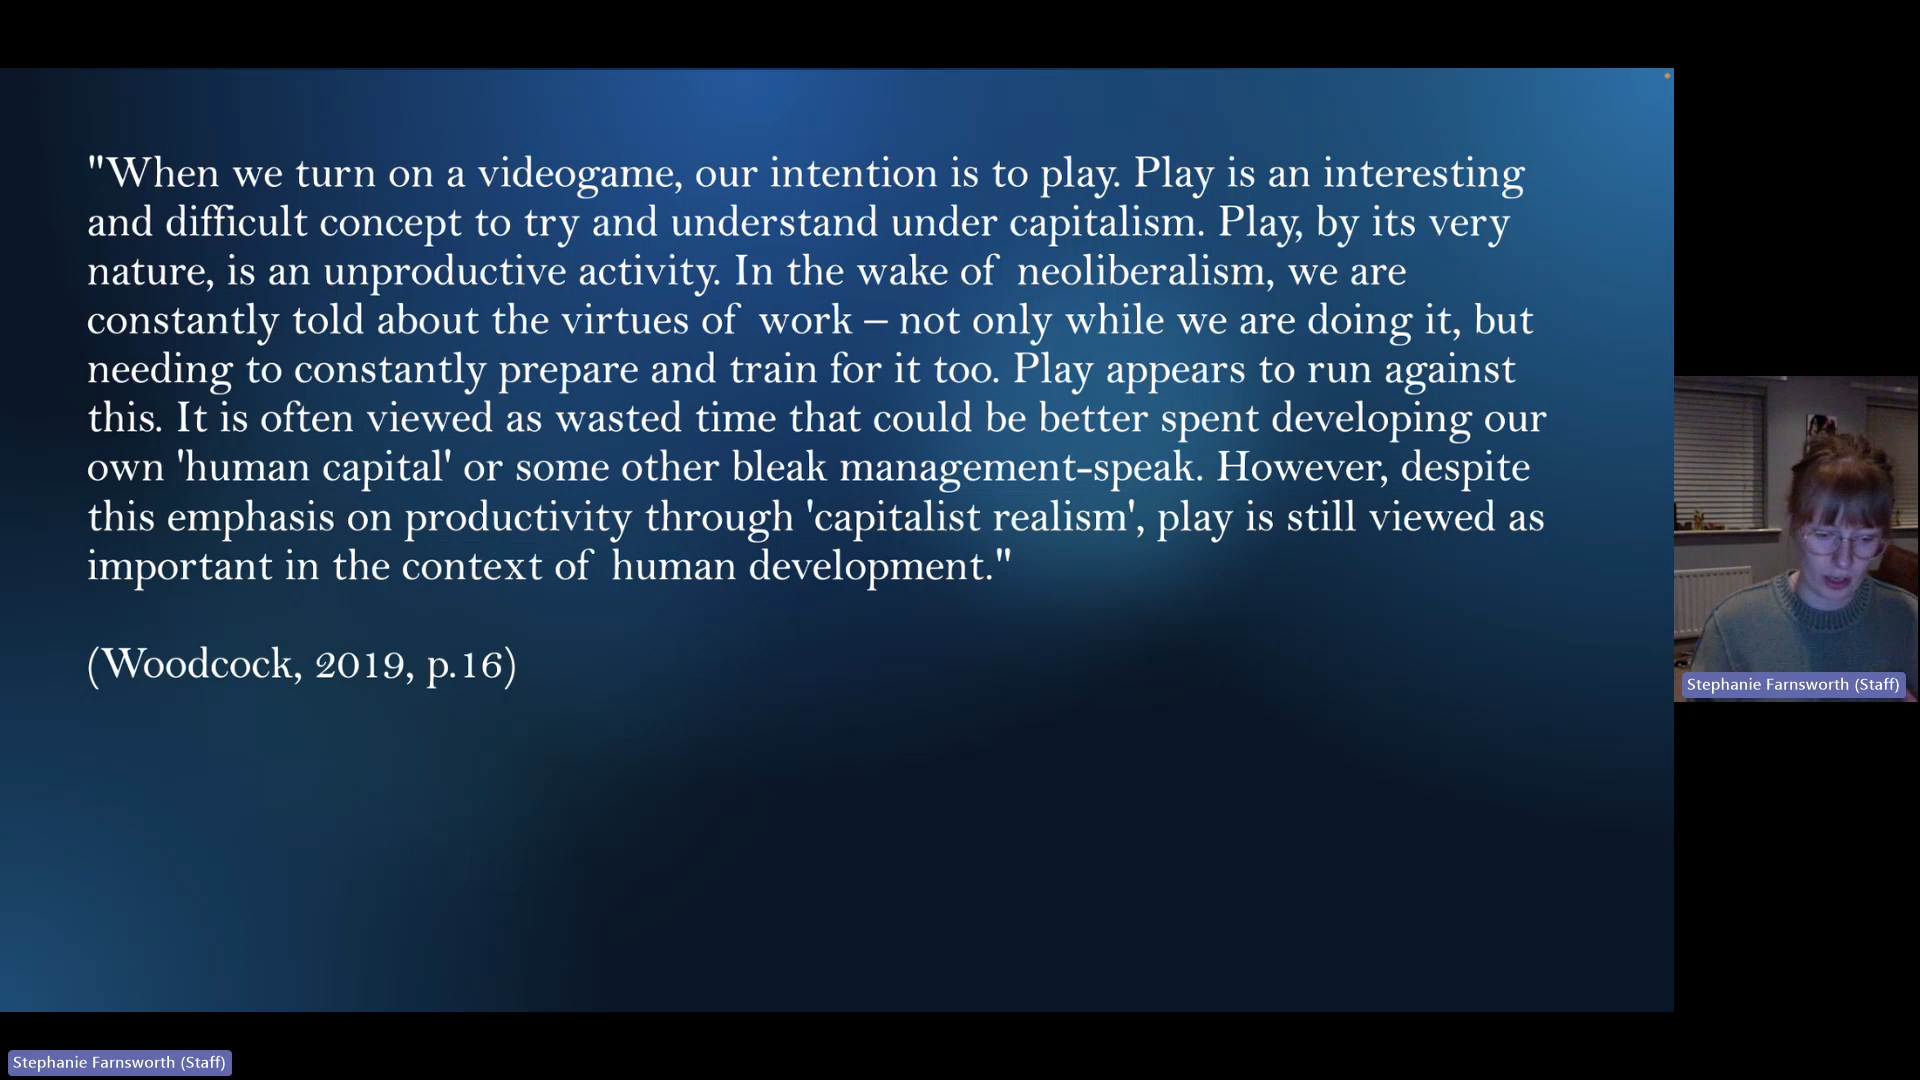 "When we turn on a videogame, our intention is to play. Play is an interesting
and difficult concept to try and understand under capitalism. Play, by its very
nature, is an unproductive activity. In the wake of neoliberalism, we are
constantly told about the virtues of work – not only while we are doing it, but
needing to constantly prepare and train for it too. Play appears to run against
this. It is often viewed as wasted time that could be better spent developing our
own 'human capital' or some other bleak management-speak. However, despite
this emphasis on productivity through 'capitalist realism', play is still viewed as
important in the context of human development."
(Woodcock, 2019, p.16)
Stephanie Farnsworth (Staff)
Stephanie Farnsworth (Staff)